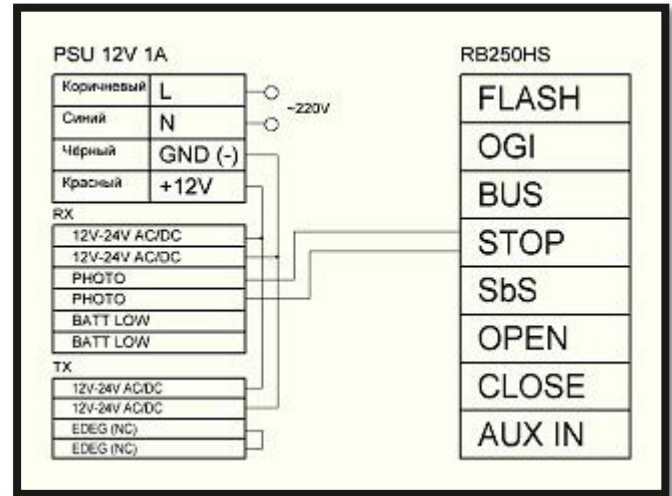 PSU 12V 1A
Коричневый L
Синий N
Чёрный GND (-)
Красный +12V
~220V
RX
12V-24V AC/DC
12V-24V AC/DC
PHOTO
PHOTO
BATT LOW
BATT LOW
TX
12V-24V AC/DC
12V-24V AC/DC
EDEG (NC)
EDEG (NC)
RB250HS
FLASH
OGI
BUS
STOP
SbS
OPEN
CLOSE
AUX IN